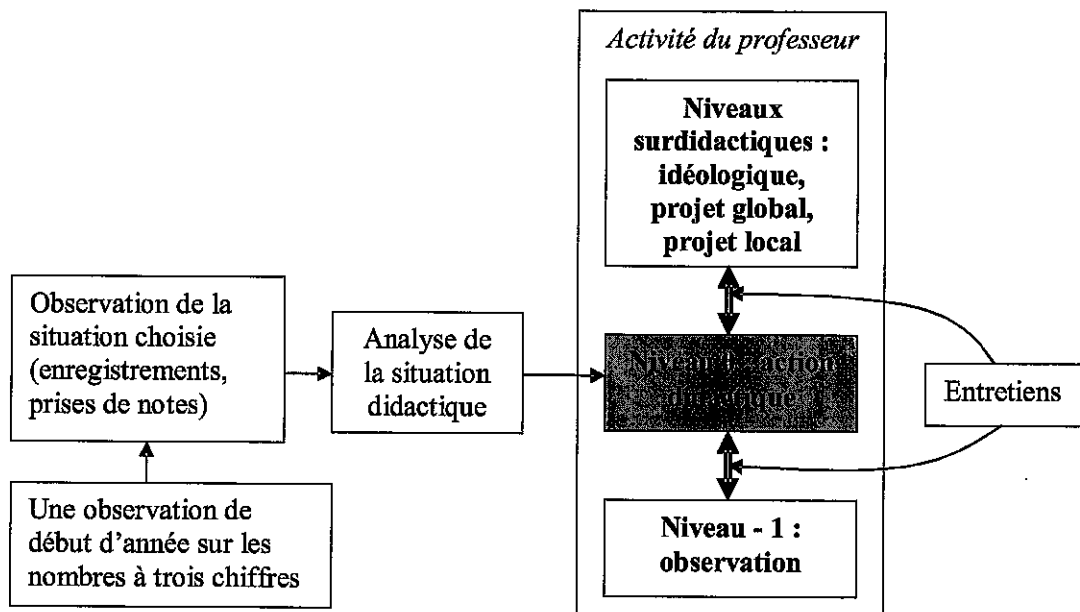 Activité du professeur
Niveaux
surdidactiques :
idéologique,
projet global,
projet local
Observation de la
situation choisie
(enregistrements,
prises de notes)
Analyse de
la situation
didactique
Niveau action
Entretiens
Une observation de
début d'année sur les
nombres à trois chiffres
Niveau - 1 :
observation